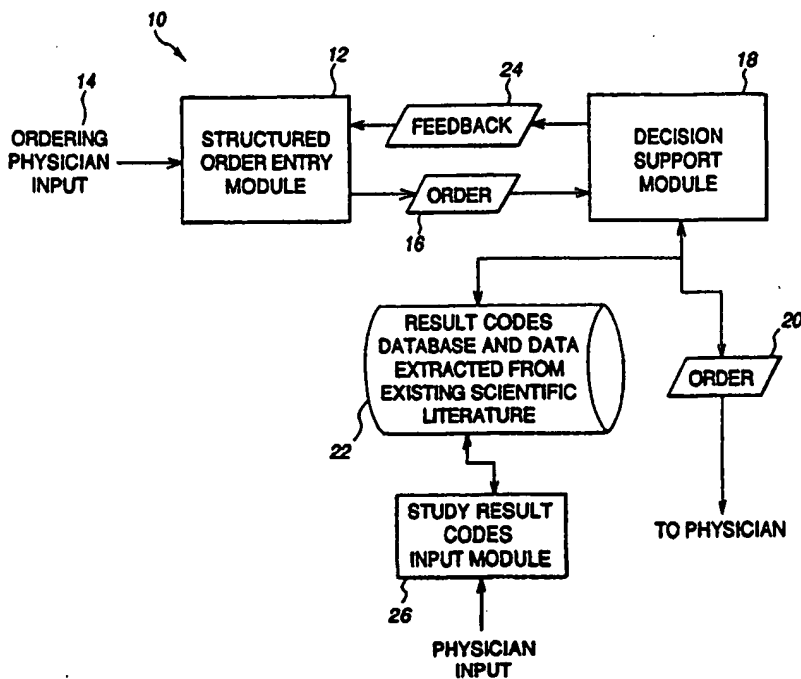 10
12
14
24
18
ORDERING
PHYSICIAN
INPUT
STRUCTURED
ORDER ENTRY
MODULE
FEEDBACK
ORDER
16
DECISION
SUPPORT
MODULE
RESULT CODES
DATABASE AND DATA
EXTRACTED FROM
EXISTING SCIENTIFIC
LITERATURE
22
20
ORDER
TO PHYSICIAN
STUDY RESULT
CODES
INPUT MODULE
26
PHYSICIAN
INPUT